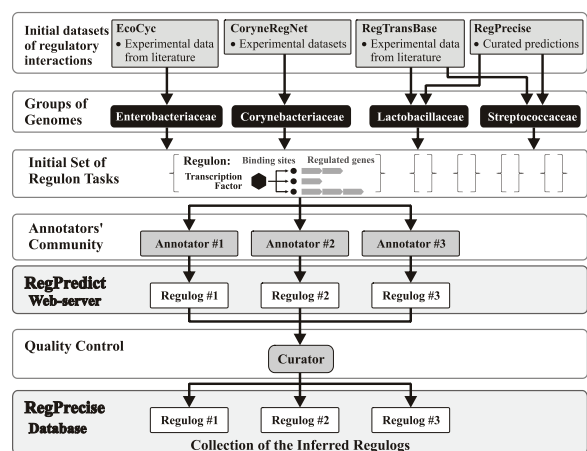 Initial datasets
of regulatory
interactions
EcoCyc
• Experimental data
from literature
CoryneRegNet
• Experimental datasets
RegTransBase
• Experimental data
from literature
RegPrecise
• Curated predictions
Groups of
Genomes
Enterobacteriaceae
Corynebacteriaceae
Lactobacillaceae
Streptococcaceae
Initial Set of
Regulon Tasks
Regulon:
Binding sites
Regulated genes
Transcription
Factor
Annotators'
Community
Annotator #1
Annotator #2
Annotator #3
RegPredict
Web-server
Regulog #1
Regulog #2
Regulog #3
Quality Control
Curator
RegPrecise
Database
Regulog #1
Regulog #2
Regulog #3
Collection of the Inferred Regulogs